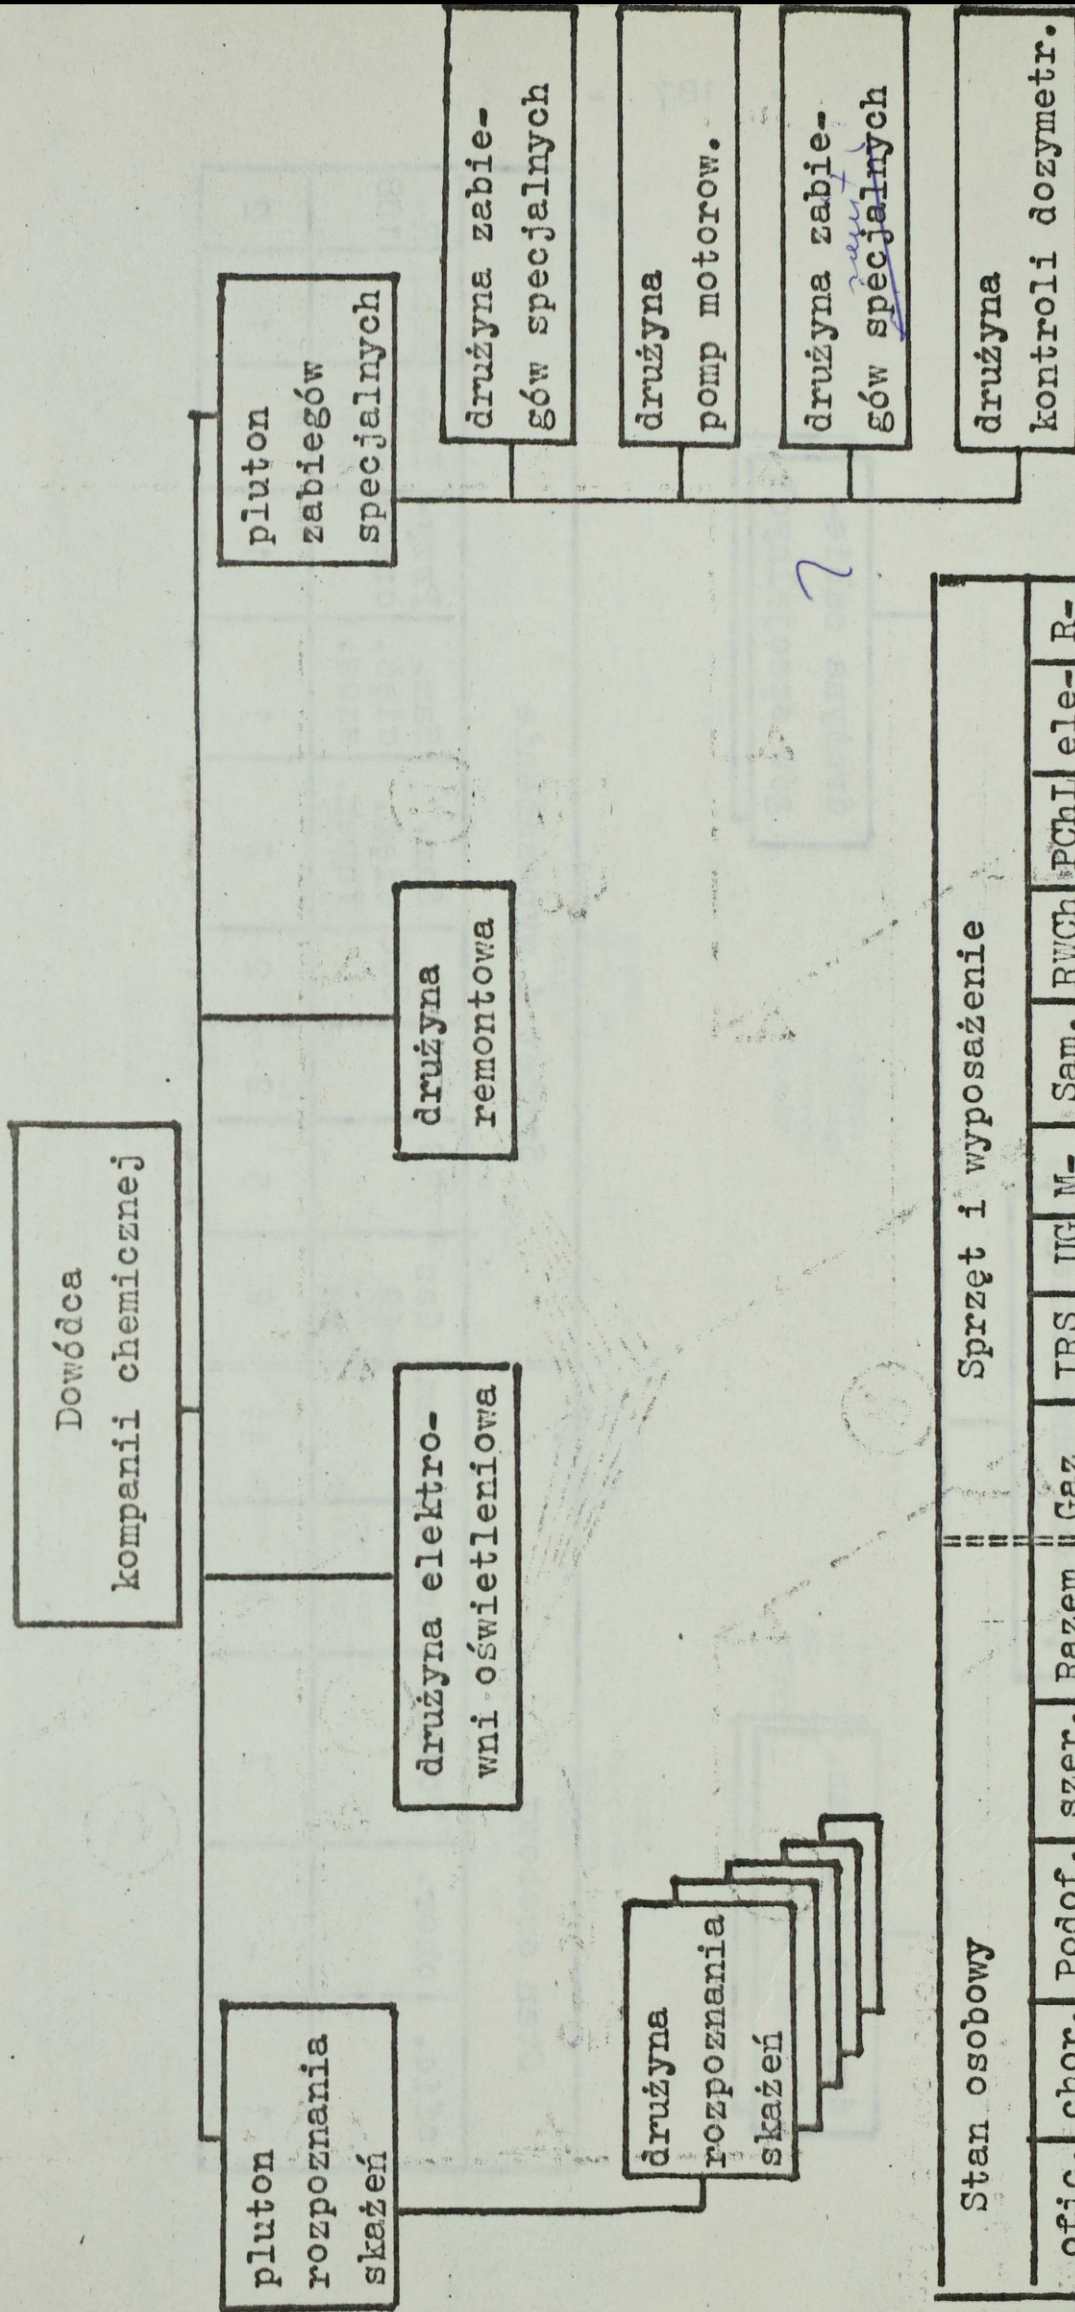 Dowódca
kompanii chemicznej
pluton
rozpoznania
skażeń
pluton
zabiegów
specjalnych
drużyna elektro-
wni oświetleniowa
drużyna
remontowa
drużyna
rozpoznania
skażeń
drużyna zabie-
gów specjalnych
drużyna
pomp motorow.
drużyna zabie-
gów specjalnych
drużyna
kontroli dozymetr.
Stan osobowy
Sprzęt i wyposażenie
ofic. chor. Podof. szer. Razem Gaz IRS UG M- Sam. RWCh PChI ele- R-